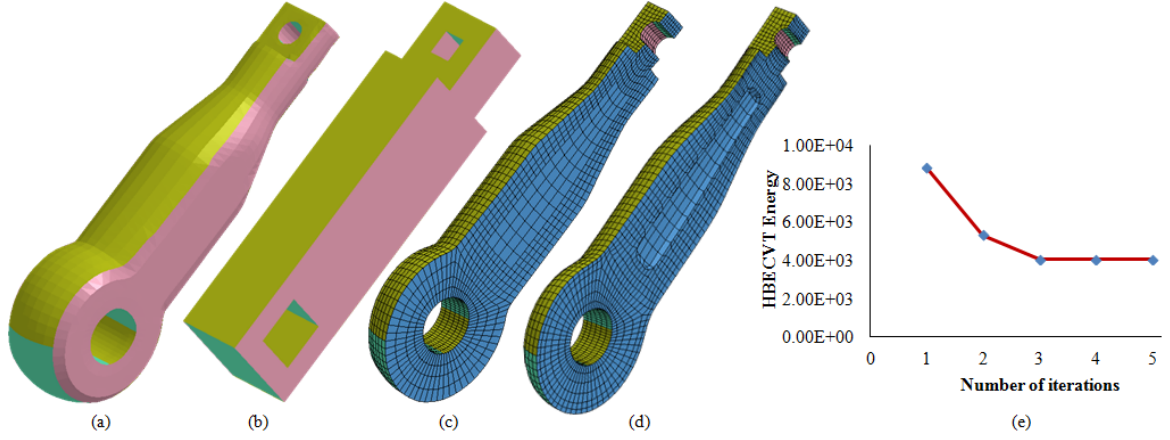 1.00E+04
8.00E+03
6.00E+03
4.00E+03
2.00E+03
0.00E+00
HBECVT Energy
0 1 2 3 4 5
Number of iterations
(a) (b) (c) (d) (e)